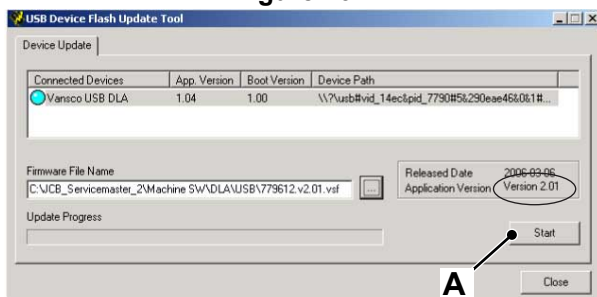 USB Device Flash Update Tool
Device Update
Connected Devices App. Version Boot Version Device Path
Vansco USB DLA 1.04 1.00 \\?\usb#vid_14ec&pid_7790#5&290eae46&0&1#...
Firmware File Name
C:\JCB_Servicemaster_2\Machine SW\DLA\USB\779612.v2.01.vsf ...
Released Date 2006-03-06
Application Version Version 2.01
Update Progress
Start
A
Close